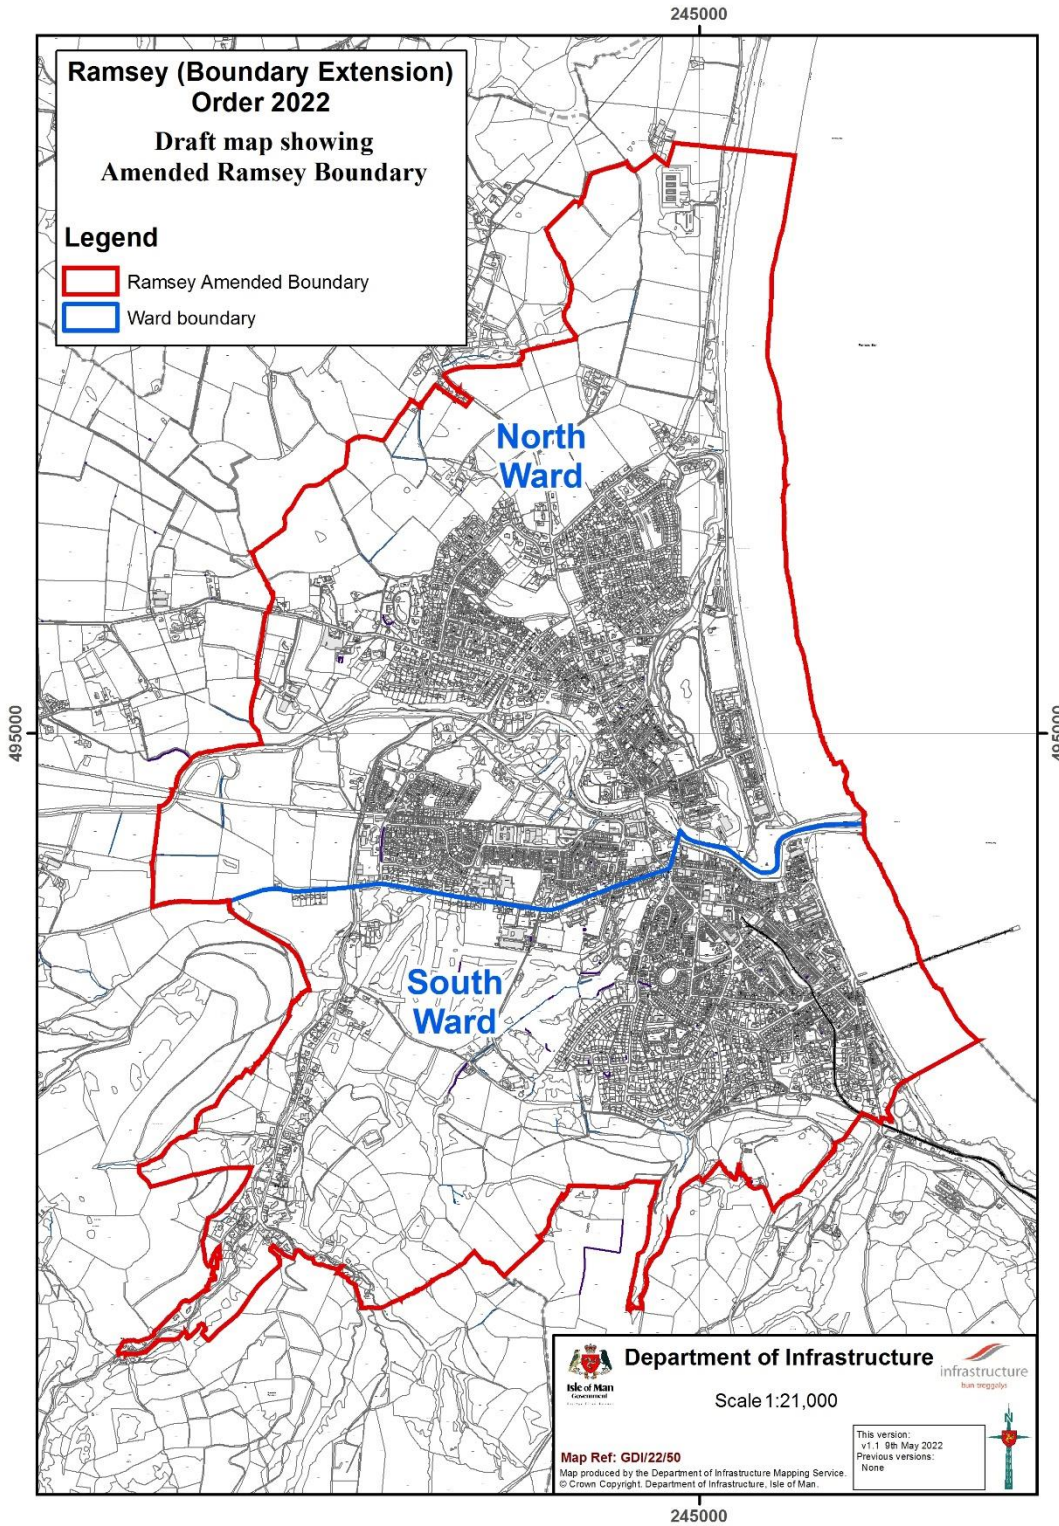 245000
Ramsey (Boundary Extension)
Order 2022
Draft map showing
Amended Ramsey Boundary
Legend
Ramsey Amended Boundary
Ward boundary
North
Ward
495000
495000
South
Ward
Department of Infrastructure
Isle of Man
Government
infrastructure
bun troggalys
Scale 1:21,000
Map Ref: GDI/22/50
Map produced by the Department of Infrastructure Mapping Service.
© Crown Copyright. Department of Infrastructure, Isle of Man.
This version:
v1.1 9th May 2022
Previous versions:
None
N
245000